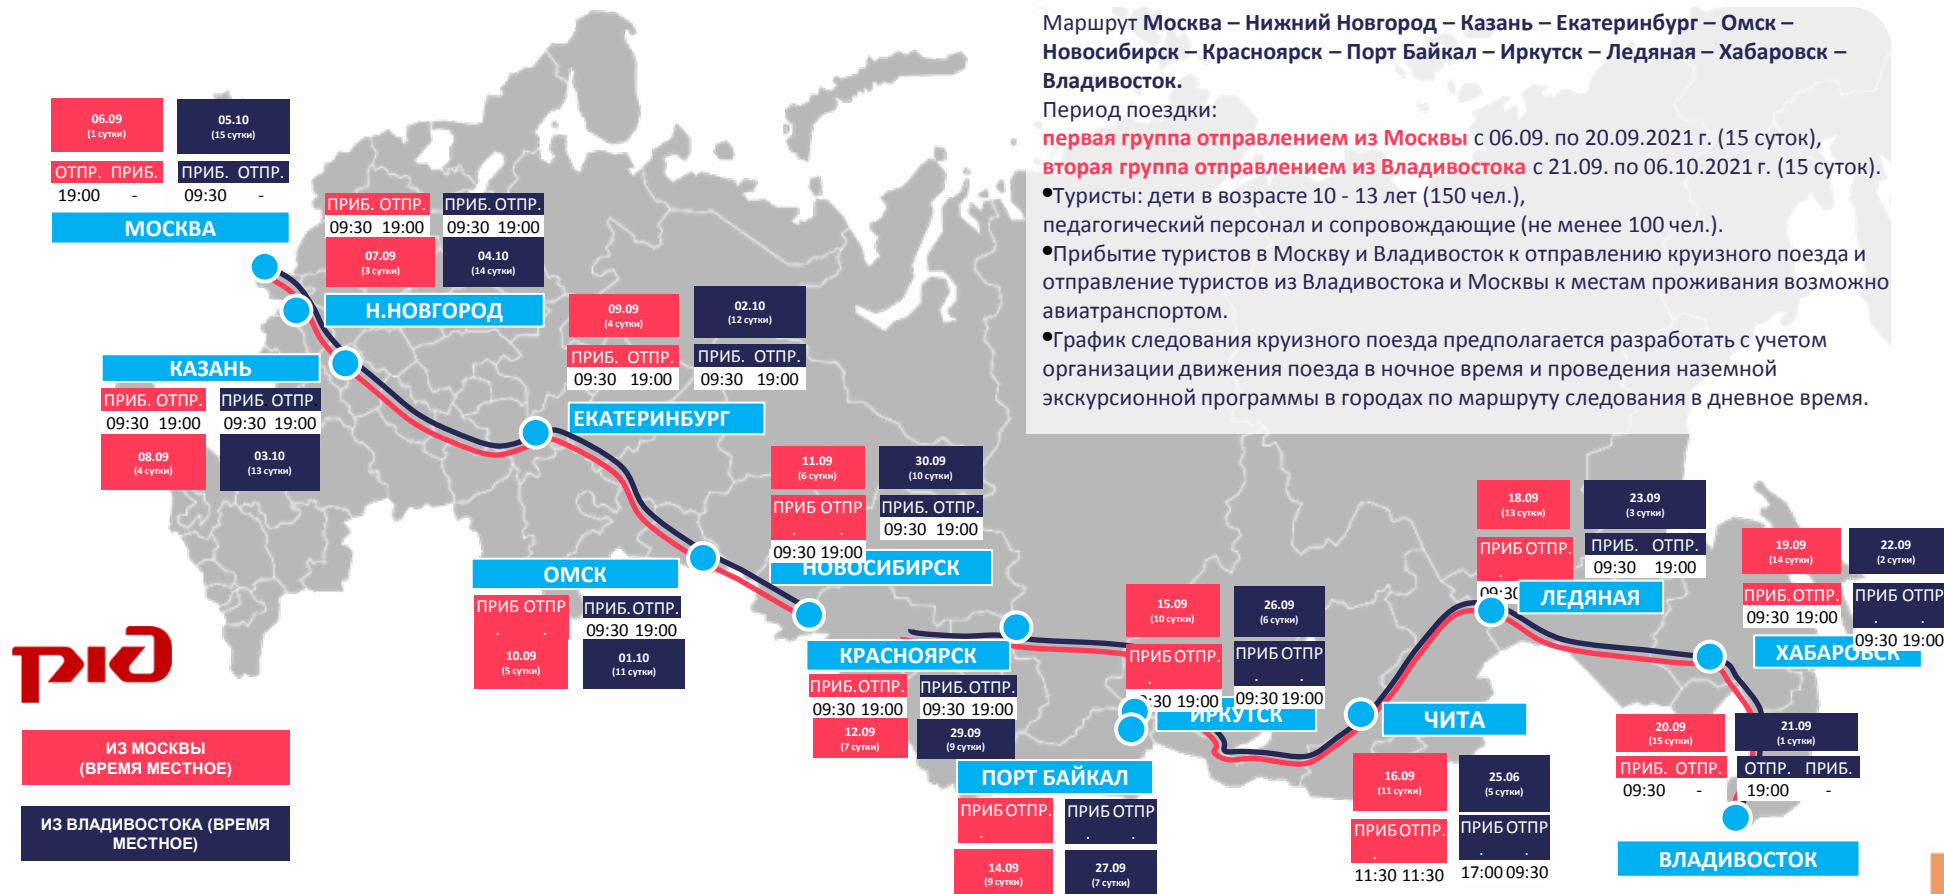 Маршрут Москва – Нижний Новгород – Казань – Екатеринбург – Омск –
Новосибирск – Красноярск – Порт Байкал – Иркутск – Ледяная – Хабаровск –
Владивосток.
Период поездки:
первая группа отправлением из Москвы с 06.09. по 20.09.2021 г. (15 суток),
вторая группа отправлением из Владивостока с 21.09. по 06.10.2021 г. (15 суток).
•Туристы: дети в возрасте 10 - 13 лет (150 чел.),
педагогический персонал и сопровождающие (не менее 100 чел.).
•Прибытие туристов в Москву и Владивосток к отправлению круизного поезда и
отправление туристов из Владивостока и Москвы к местам проживания возможно
авиатранспортом.
•График следования круизного поезда предполагается разработать с учетом
организации движения поезда в ночное время и проведения наземной
экскурсионной программы в городах по маршруту следования в дневное время.
06.09 05.10
(1 сутки) (15 сутки)
ОТПР. ПРИБ. ПРИБ. ОТПР.
19:00 - 09:30 -
МОСКВА
ПРИБ. ОТПР. ПРИБ. ОТПР.
09:30 19:00 09:30 19:00
07.09 04.10
(3 сутки) (14 сутки)
Н.НОВГОРОД
КАЗАНЬ
ПРИБ. ОТПР. ПРИБ ОТПР.
09:30 19:00 09:30 19:00
08.09 03.10
(4 сутки) (13 сутки)
09.09 02.10
(4 сутки) (12 сутки)
ПРИБ. ОТПР. ПРИБ. ОТПР.
09:30 19:00 09:30 19:00
ЕКАТЕРИНБУРГ
ОМСК
ПРИБ ОТПР ПРИБ. ОТПР.
. . 09:30 19:00
10.09 01.10
(5 сутки) (11 сутки)
11.09 30.09
(6 сутки) (10 сутки)
ПРИБ ОТПР ПРИБ. ОТПР.
. . 09:30 19:00
09:30 19:00
НОВОСИБИРСК
КРАСНОЯРСК
ПРИБ. ОТПР. ПРИБ. ОТПР.
09:30 19:00 09:30 19:00
12.09 29.09
(7 сутки) (9 сутки)
ПОРТ БАЙКАЛ
ПРИБ ОТПР. ПРИБ ОТПР.
. . .
14.09 27.09
(9 сутки) (7 сутки)
15.09 26.09
(10 сутки) (6 сутки)
ПРИБ ОТПР. ПРИБ ОТПР
. . .
:30 19:00 09:30 19:00
ИРКУТСК
ЧИТА
16.09 25.06
(11 сутки) (5 сутки)
ПРИБ ОТПР. ПРИБ ОТПР
. . .
11:30 11:30 17:00 09:30
18.09 23.09
(13 сутки) (3 сутки)
ПРИБ ОТПР. ПРИБ. ОТПР.
. 09:30 19:00
09:30
ЛЕДЯНАЯ
19.09 22.09
(14 сутки) (2 сутки)
ПРИБ. ОТПР. ПРИБ ОТПР
09:30 19:00 . .
09:30 19:00
ХАБАРОВСК
20.09 21.09
(15 сутки) (1 сутки)
ПРИБ. ОТПР. ОТПР. ПРИБ.
09:30 - 19:00 -
ВЛАДИВОСТОК
ржд
ИЗ МОСКВЫ
(ВРЕМЯ МЕСТНОЕ)
ИЗ ВЛАДИВОСТОКА (ВРЕМЯ
МЕСТНОЕ)